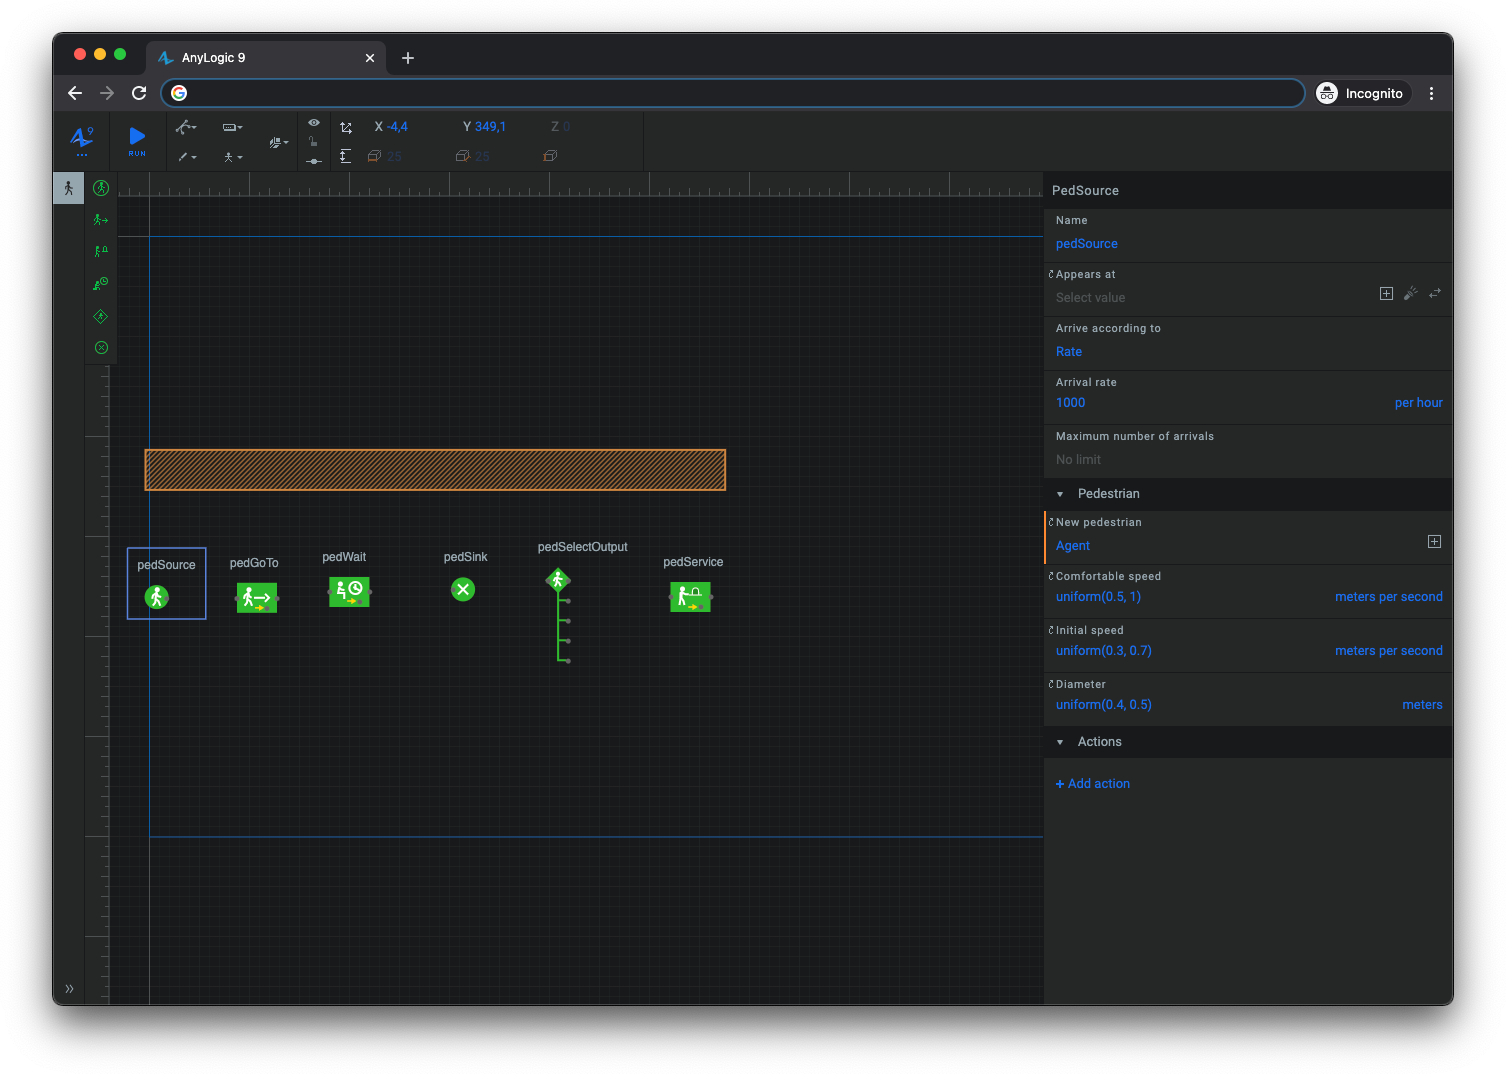 AnyLogic 9
Incognito
9
RUN
X -4,4
Y 349,1
Z 0
25
25
PedSource
Name
pedSource
Appears at
Select value
Arrive according to
Rate
Arrival rate
1000
per hour
Maximum number of arrivals
No limit
Pedestrian
New pedestrian
Agent
Comfortable speed
uniform(0.5, 1)
meters per second
Initial speed
uniform(0.3, 0.7)
meters per second
Diameter
uniform(0.4, 0.5)
meters
Actions
+ Add action
pedSource
pedGoTo
pedWait
pedSink
pedSelectOutput
pedService